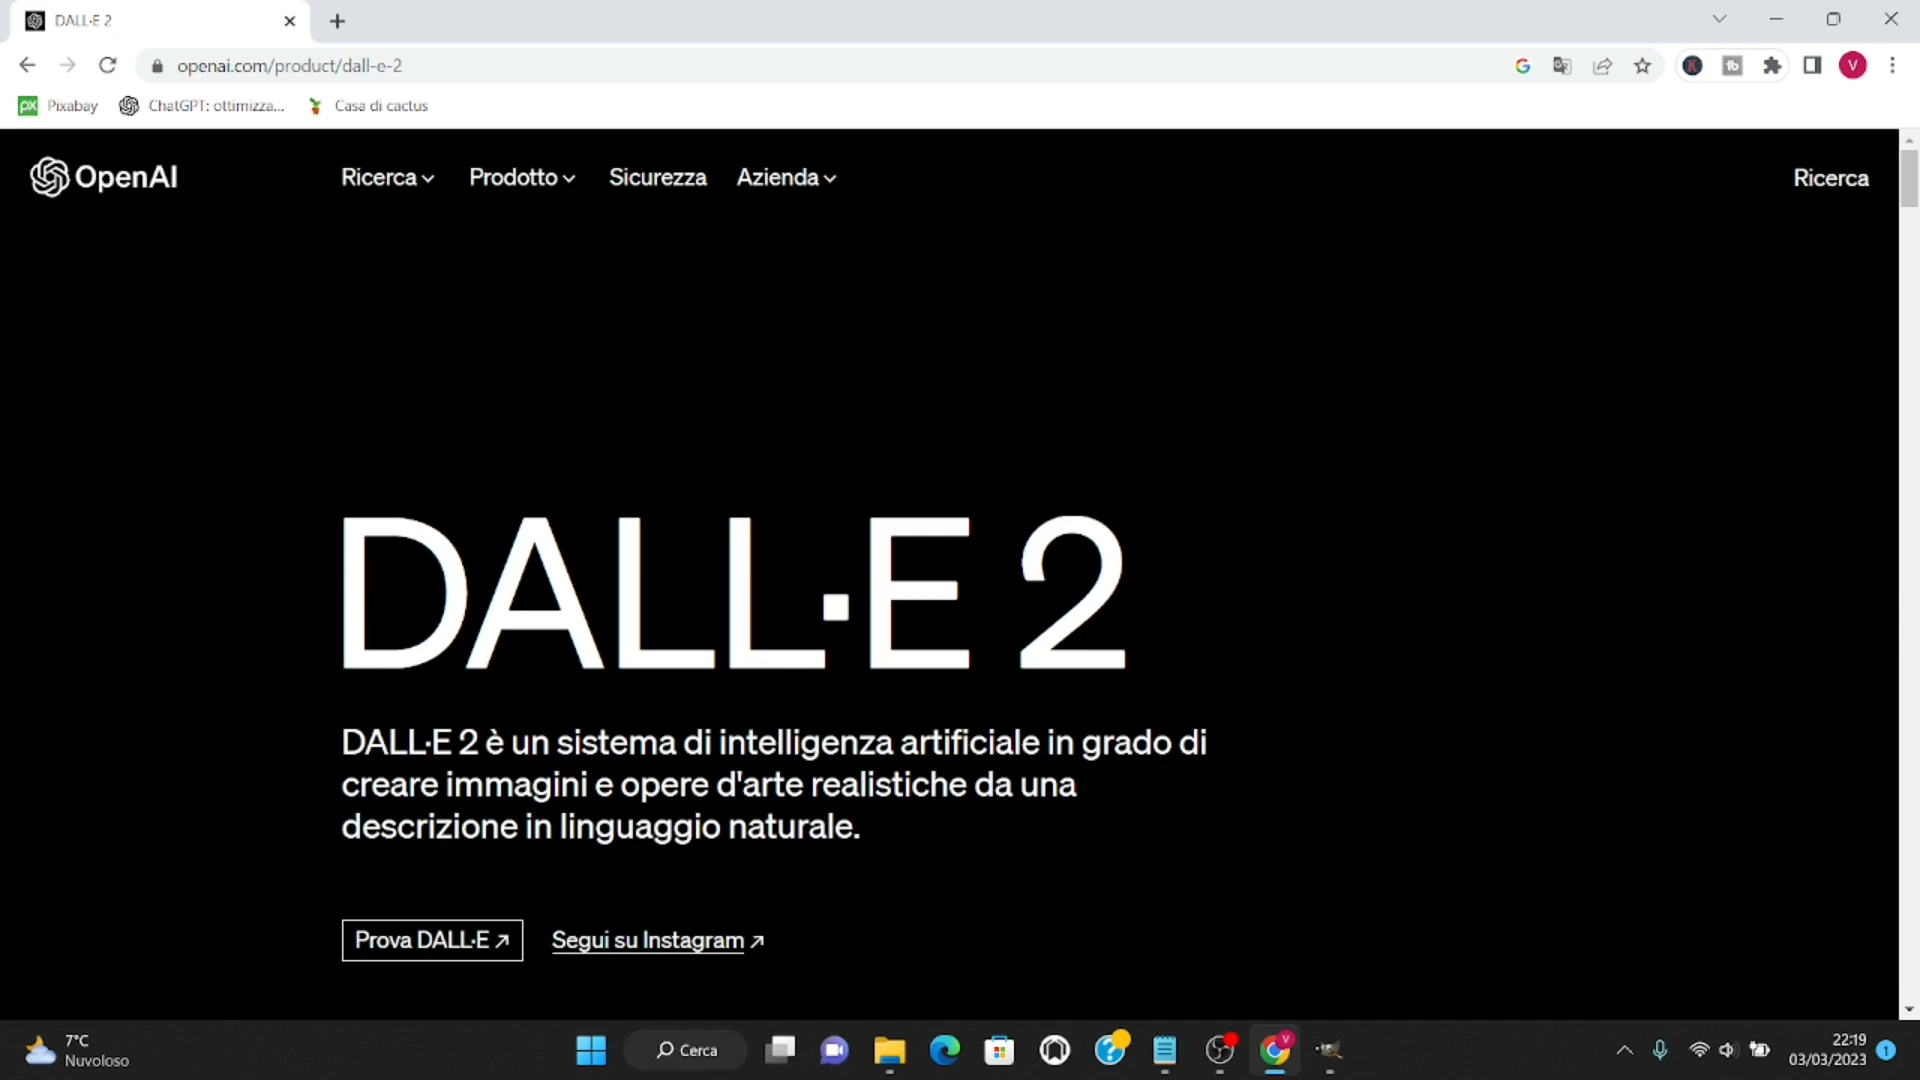 DALL·E 2
openai.com/product/dall-e-2
V
px Pixabay ChatGPT: ottimizza... Casa di cactus
OpenAI Ricerca Prodotto Sicurezza Azienda Ricerca
DALL·E 2
DALL·E 2 è un sistema di intelligenza artificiale in grado di
creare immagini e opere d'arte realistiche da una
descrizione in linguaggio naturale.
Prova DALL·E ↗ Segui su Instagram ↗
7°C
Nuvoloso
Cerca
22:19
03/03/2023
1